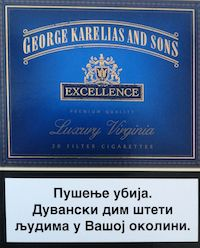 GEORGE KARELIAS AND SONS
EXCELLENCE
PREMIUM QUALITY
Luxury Virginia
20 FILTER CIGARETTES
Пушење убија.
Дувански дим штети
људима у Вашој околини.